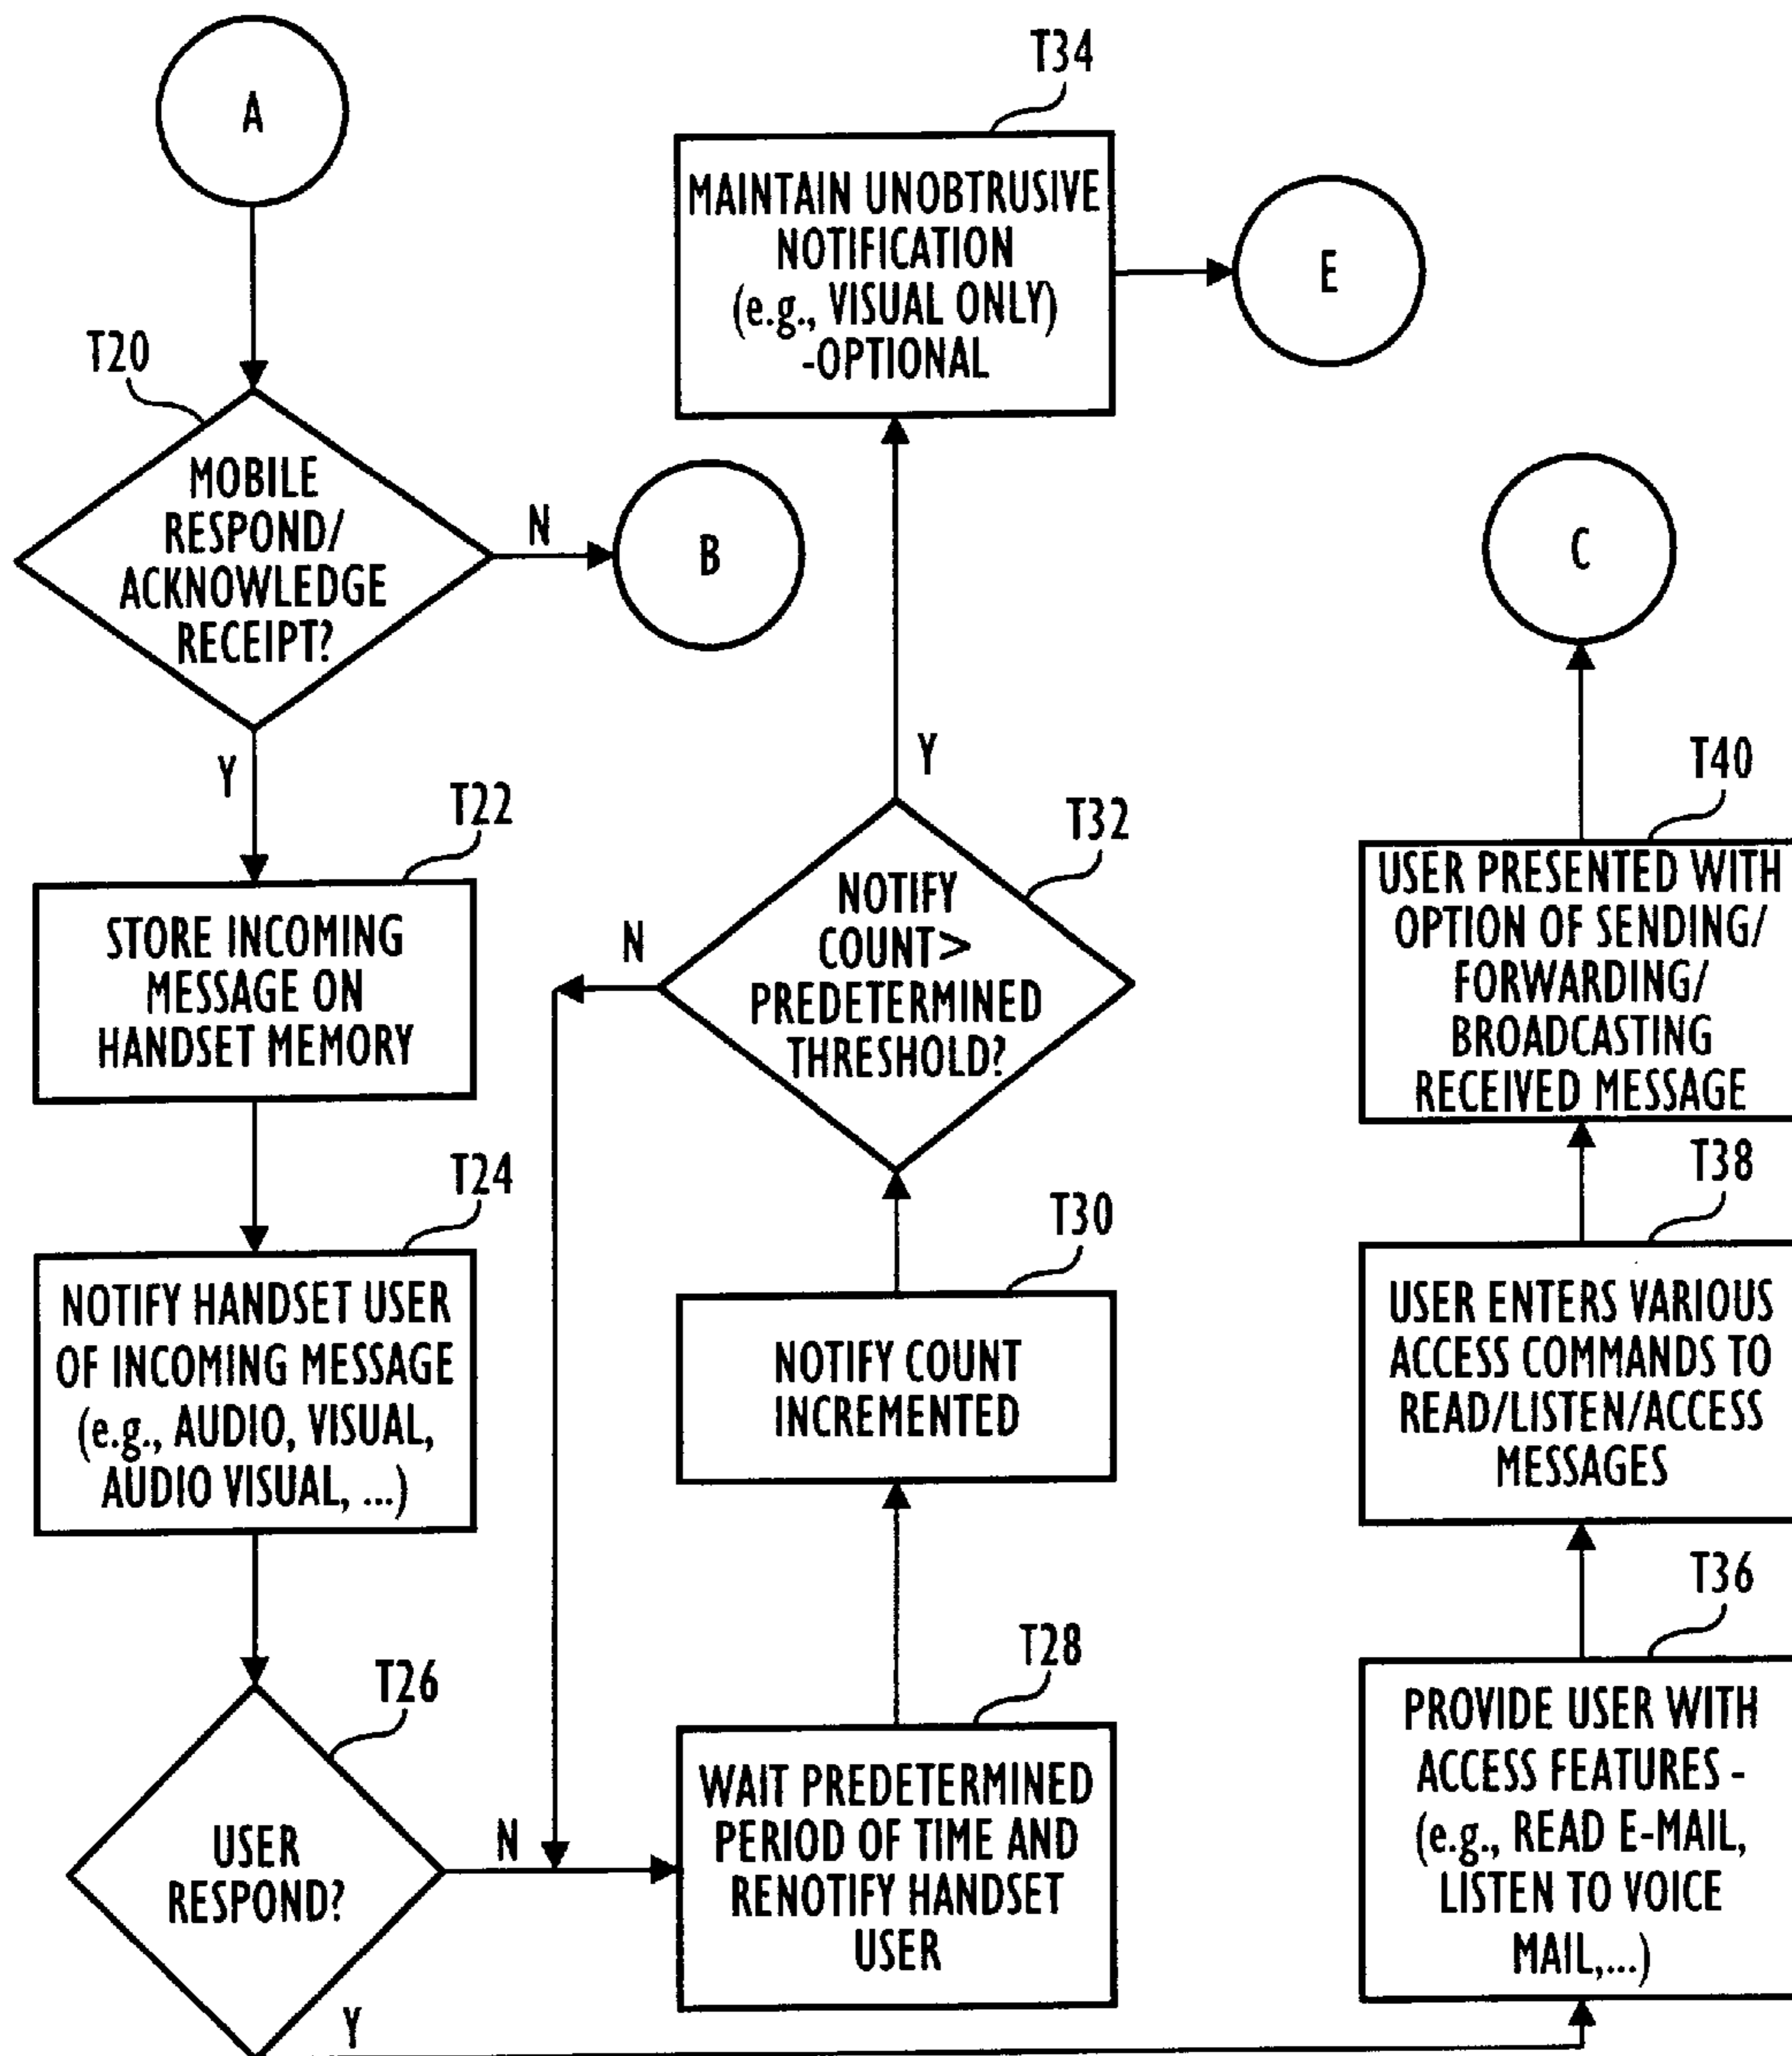 A
T20
MOBILE
RESPOND/
ACKNOWLEDGE
RECEIPT?
N
B
Y
T22
STORE INCOMING
MESSAGE ON
HANDSET MEMORY
T24
NOTIFY HANDSET USER
OF INCOMING MESSAGE
(e.g., AUDIO, VISUAL,
AUDIO VISUAL, ...)
T26
USER
RESPOND?
N
Y
T28
WAIT PREDETERMINED
PERIOD OF TIME AND
RENOTIFY HANDSET
USER
T30
NOTIFY COUNT
INCREMENTED
T32
NOTIFY
COUNT>
PREDETERMINED
THRESHOLD?
N
Y
T34
MAINTAIN UNOBTRUSIVE
NOTIFICATION
(e.g., VISUAL ONLY)
-OPTIONAL
E
T36
PROVIDE USER WITH
ACCESS FEATURES -
(e.g., READ E-MAIL,
LISTEN TO VOICE
MAIL,...)
T38
USER ENTERS VARIOUS
ACCESS COMMANDS TO
READ/LISTEN/ACCESS
MESSAGES
T40
USER PRESENTED WITH
OPTION OF SENDING/
FORWARDING/
BROADCASTING
RECEIVED MESSAGE
C